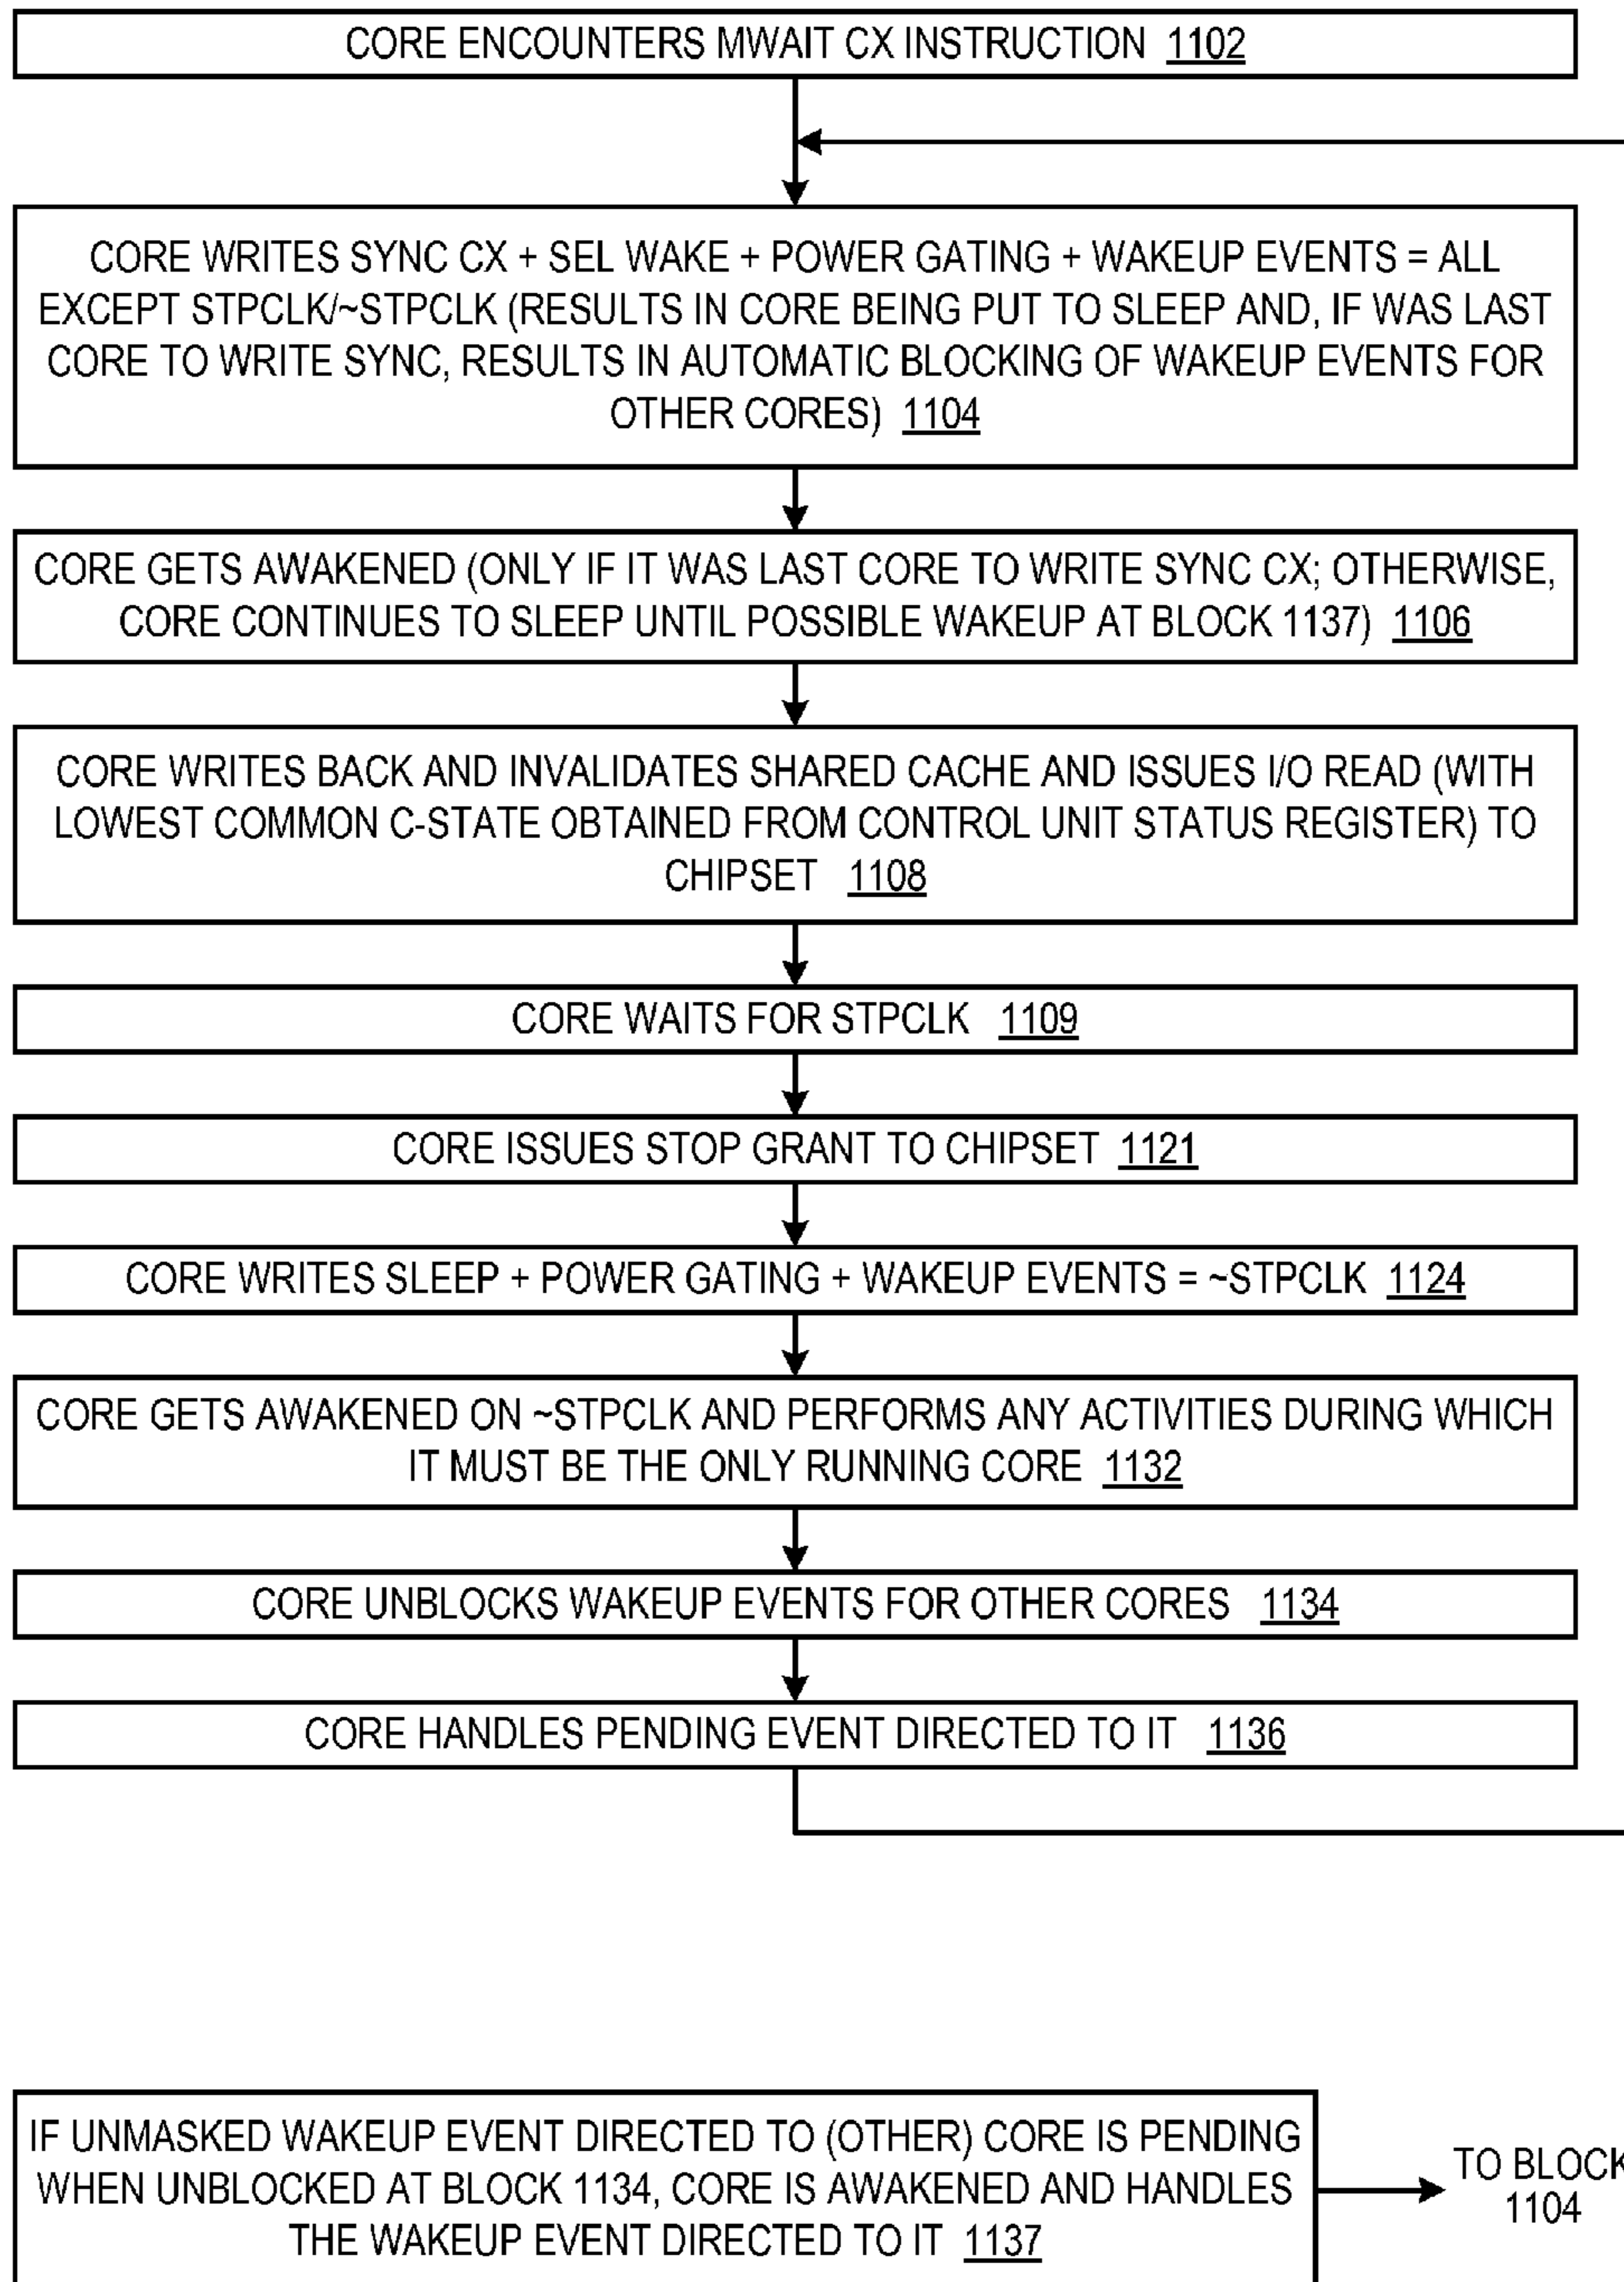 CORE ENCOUNTERS MWAIT CX INSTRUCTION 1102
CORE WRITES SYNC CX + SEL WAKE + POWER GATING + WAKEUP EVENTS = ALL
EXCEPT STPCLK/~STPCLK (RESULTS IN CORE BEING PUT TO SLEEP AND, IF WAS LAST
CORE TO WRITE SYNC, RESULTS IN AUTOMATIC BLOCKING OF WAKEUP EVENTS FOR
OTHER CORES) 1104
CORE GETS AWAKENED (ONLY IF IT WAS LAST CORE TO WRITE SYNC CX; OTHERWISE,
CORE CONTINUES TO SLEEP UNTIL POSSIBLE WAKEUP AT BLOCK 1137) 1106
CORE WRITES BACK AND INVALIDATES SHARED CACHE AND ISSUES I/O READ (WITH
LOWEST COMMON C-STATE OBTAINED FROM CONTROL UNIT STATUS REGISTER) TO
CHIPSET 1108
CORE WAITS FOR STPCLK 1109
CORE ISSUES STOP GRANT TO CHIPSET 1121
CORE WRITES SLEEP + POWER GATING + WAKEUP EVENTS = ~STPCLK 1124
CORE GETS AWAKENED ON ~STPCLK AND PERFORMS ANY ACTIVITIES DURING WHICH
IT MUST BE THE ONLY RUNNING CORE 1132
CORE UNBLOCKS WAKEUP EVENTS FOR OTHER CORES 1134
CORE HANDLES PENDING EVENT DIRECTED TO IT 1136
IF UNMASKED WAKEUP EVENT DIRECTED TO (OTHER) CORE IS PENDING
WHEN UNBLOCKED AT BLOCK 1134, CORE IS AWAKENED AND HANDLES
THE WAKEUP EVENT DIRECTED TO IT 1137
TO BLOCK
1104